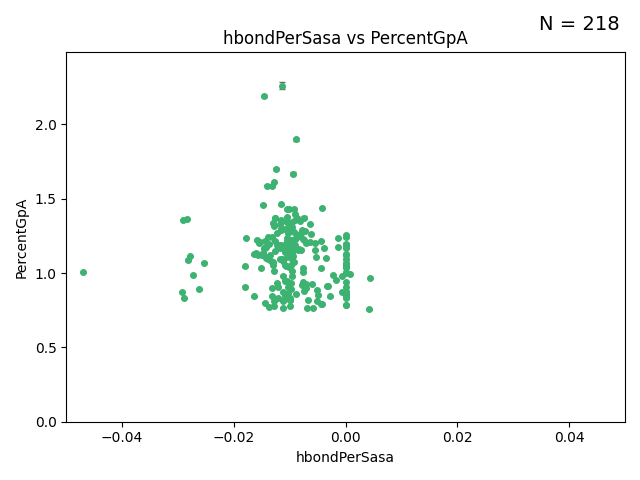 N = 218
hbondPerSasa vs PercentGpA
2.0
1.5
1.0
0.5
0.0
PercentGpA
−0.04 −0.02 0.00 0.02 0.04
hbondPerSasa